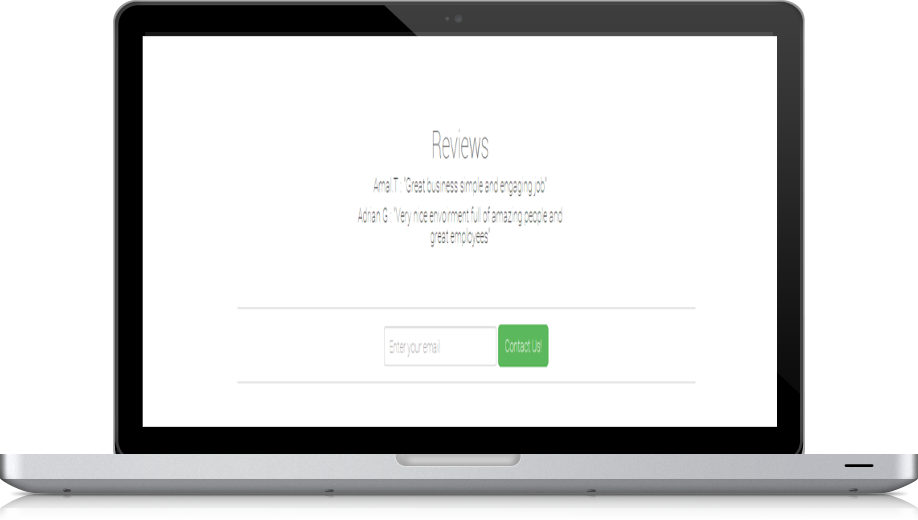 Reviews
Amal.T : "Great business simple and engaging job"
Adrian G : "Very nice envoirment full of amazing people and
great employees"
Enter your email
Contact Us!